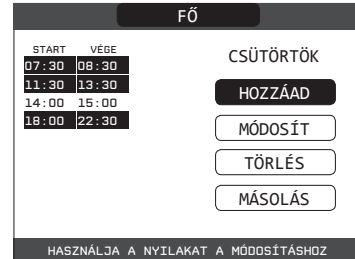 FŐ
START VÉGE
07:30 08:30
11:30 13:30
14:00 15:00
18:00 22:30
CSÜTÖRTÖK
HOZZÁAD
MÓDOSÍT
TÖRLÉS
MÁSOLÁS
HASZNÁLJA A NYILAKAT A MÓDOSÍTÁSHOZ